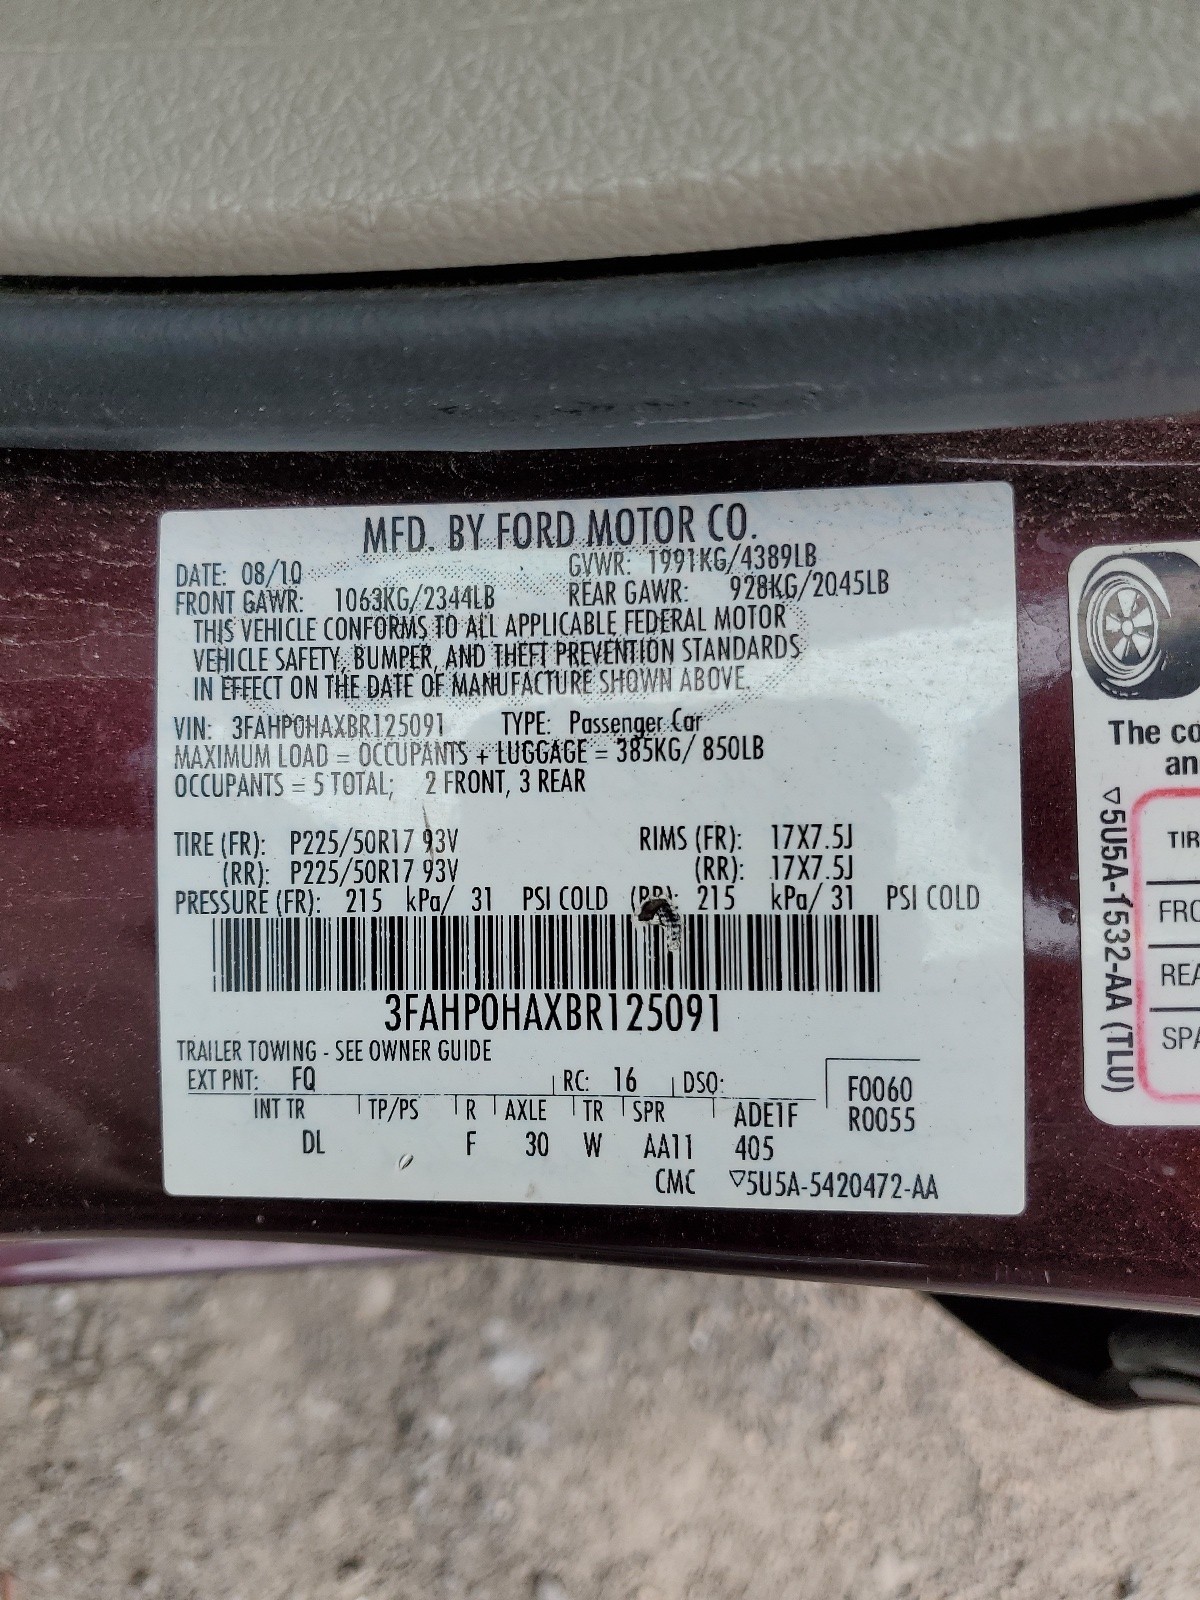 MFD. BY FORD MOTOR CO.
DATE: 08/10 GVWR: 1991KG/4389LB
FRONT GAWR: 1063KG/2344LB REAR GAWR: 928KG/2045LB
THIS VEHICLE CONFORMS TO ALL APPLICABLE FEDERAL MOTOR
VEHICLE SAFETY, BUMPER, AND THEFT PREVENTION STANDARDS
IN EFFECT ON THE DATE OF MANUFACTURE SHOWN ABOVE.
VIN: 3FAHP0HAXBR125091 TYPE: Passenger Car
MAXIMUM LOAD = OCCUPANTS + LUGGAGE = 385KG/ 850LB
OCCUPANTS = 5 TOTAL; 2 FRONT, 3 REAR
TIRE (FR): P225/50R17 93V RIMS (FR): 17X7.5J
(RR): P225/50R17 93V (RR): 17X7.5J
PRESSURE (FR): 215 kPa/ 31 PSI COLD (RR): 215 kPa/ 31 PSI COLD
3FAHP0HAXBR125091
TRAILER TOWING - SEE OWNER GUIDE
EXT PNT: FQ RC: 16 DSO: F0060
INT TR TP/PS R AXLE TR SPR ADE1F R0055
DL F 30 W AA11 405
CMC ▽5U5A-5420472-AA
The co
an
TIR
FRO
REA
SPA
▽5U5A-1532-AA (TLU)